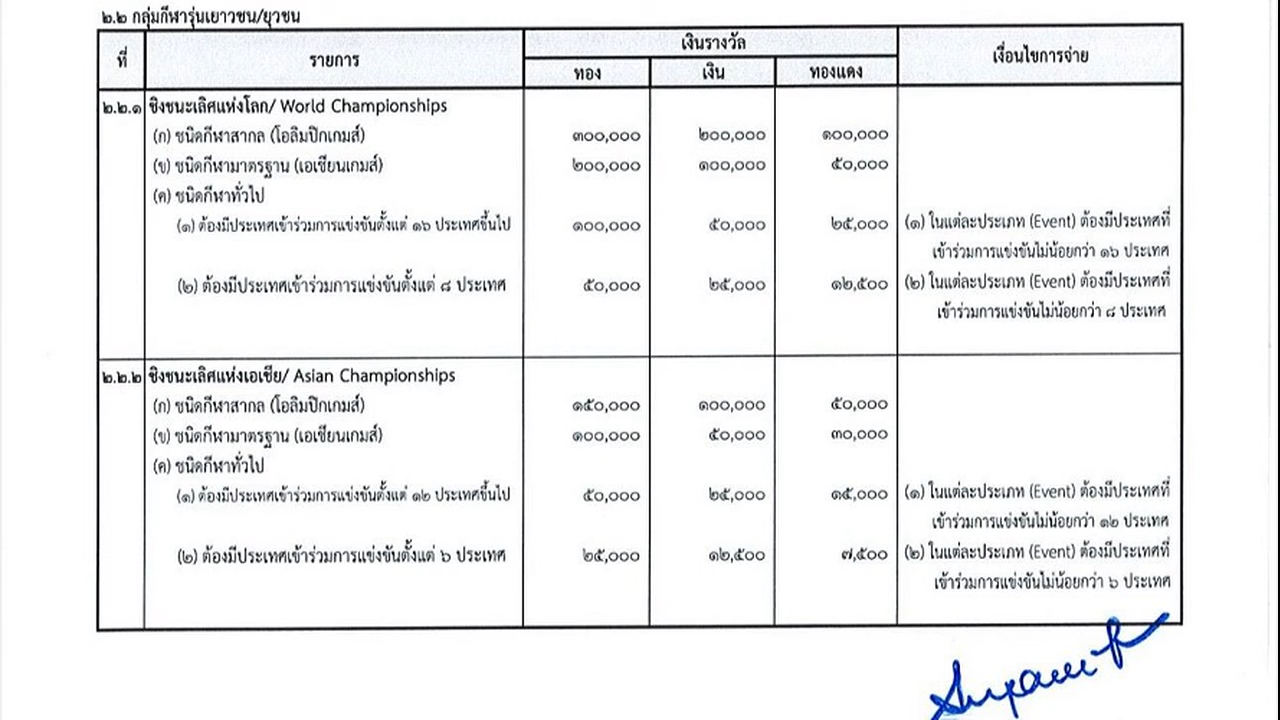 ๒.๒ กลุ่มกีฬารุ่นเยาวชน/ยุวชน
ที่ รายการ เงินรางวัล เงื่อนไขการจ่าย
ทอง เงิน ทองแดง
๒.๒.๑ ชิงชนะเลิศแห่งโลก/ World Championships
(ก) ชนิดกีฬาสากล (โอลิมปิกเกมส์) ๓๐๐,๐๐๐ ๒๐๐,๐๐๐ ๑๐๐,๐๐๐
(ข) ชนิดกีฬามาตรฐาน (เอเชียนเกมส์) ๒๐๐,๐๐๐ ๑๐๐,๐๐๐ ๕๐,๐๐๐
(ค) ชนิดกีฬาทั่วไป
(๑) ต้องมีประเทศเข้าร่วมการแข่งขันตั้งแต่ ๑๖ ประเทศขึ้นไป ๑๐๐,๐๐๐ ๕๐,๐๐๐ ๒๕,๐๐๐ (๑) ในแต่ละประเภท (Event) ต้องมีประเทศที่
เข้าร่วมการแข่งขันไม่น้อยกว่า ๑๖ ประเทศ
(๒) ต้องมีประเทศเข้าร่วมการแข่งขันตั้งแต่ ๘ ประเทศ ๕๐,๐๐๐ ๒๕,๐๐๐ ๑๒,๕๐๐ (๒) ในแต่ละประเภท (Event) ต้องมีประเทศที่
เข้าร่วมการแข่งขันไม่น้อยกว่า ๘ ประเทศ
๒.๒.๒ ชิงชนะเลิศแห่งเอเชีย/ Asian Championships
(ก) ชนิดกีฬาสากล (โอลิมปิกเกมส์) ๑๕๐,๐๐๐ ๑๐๐,๐๐๐ ๕๐,๐๐๐
(ข) ชนิดกีฬามาตรฐาน (เอเชียนเกมส์) ๑๐๐,๐๐๐ ๕๐,๐๐๐ ๓๐,๐๐๐
(ค) ชนิดกีฬาทั่วไป
(๑) ต้องมีประเทศเข้าร่วมการแข่งขันตั้งแต่ ๑๒ ประเทศขึ้นไป ๕๐,๐๐๐ ๒๕,๐๐๐ ๑๕,๐๐๐ (๑) ในแต่ละประเภท (Event) ต้องมีประเทศที่
เข้าร่วมการแข่งขันไม่น้อยกว่า ๑๒ ประเทศ
(๒) ต้องมีประเทศเข้าร่วมการแข่งขันตั้งแต่ ๖ ประเทศ ๒๕,๐๐๐ ๑๒,๕๐๐ ๗,๕๐๐ (๒) ในแต่ละประเภท (Event) ต้องมีประเทศที่
เข้าร่วมการแข่งขันไม่น้อยกว่า ๖ ประเทศ